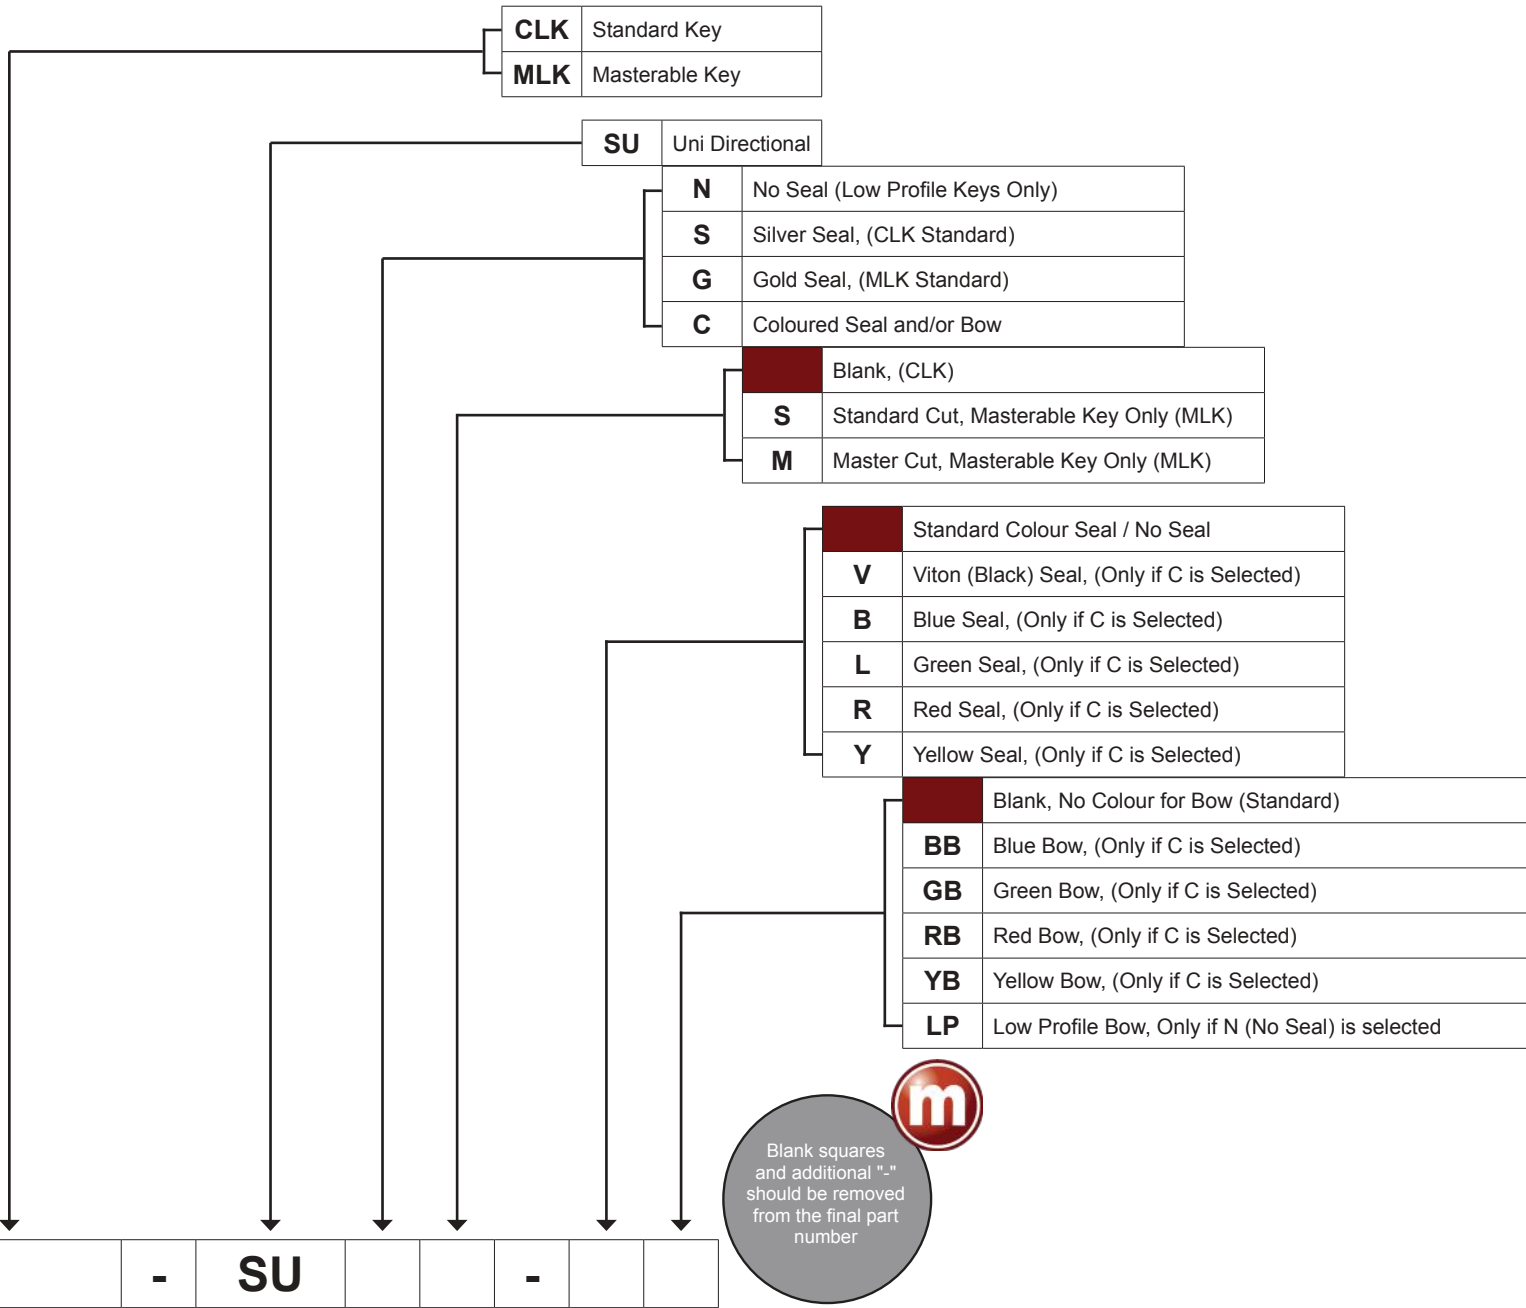 CLK Standard Key
MLK Masterable Key
SU Uni Directional
N No Seal (Low Profile Keys Only)
S Silver Seal, (CLK Standard)
G Gold Seal, (MLK Standard)
C Coloured Seal and/or Bow
Blank, (CLK)
S Standard Cut, Masterable Key Only (MLK)
M Master Cut, Masterable Key Only (MLK)
Standard Colour Seal / No Seal
V Viton (Black) Seal, (Only if C is Selected)
B Blue Seal, (Only if C is Selected)
L Green Seal, (Only if C is Selected)
R Red Seal, (Only if C is Selected)
Y Yellow Seal, (Only if C is Selected)
Blank, No Colour for Bow (Standard)
BB Blue Bow, (Only if C is Selected)
GB Green Bow, (Only if C is Selected)
RB Red Bow, (Only if C is Selected)
YB Yellow Bow, (Only if C is Selected)
LP Low Profile Bow, Only if N (No Seal) is selected
m
Blank squares
and additional "-"
should be removed
from the final part
number
- SU -